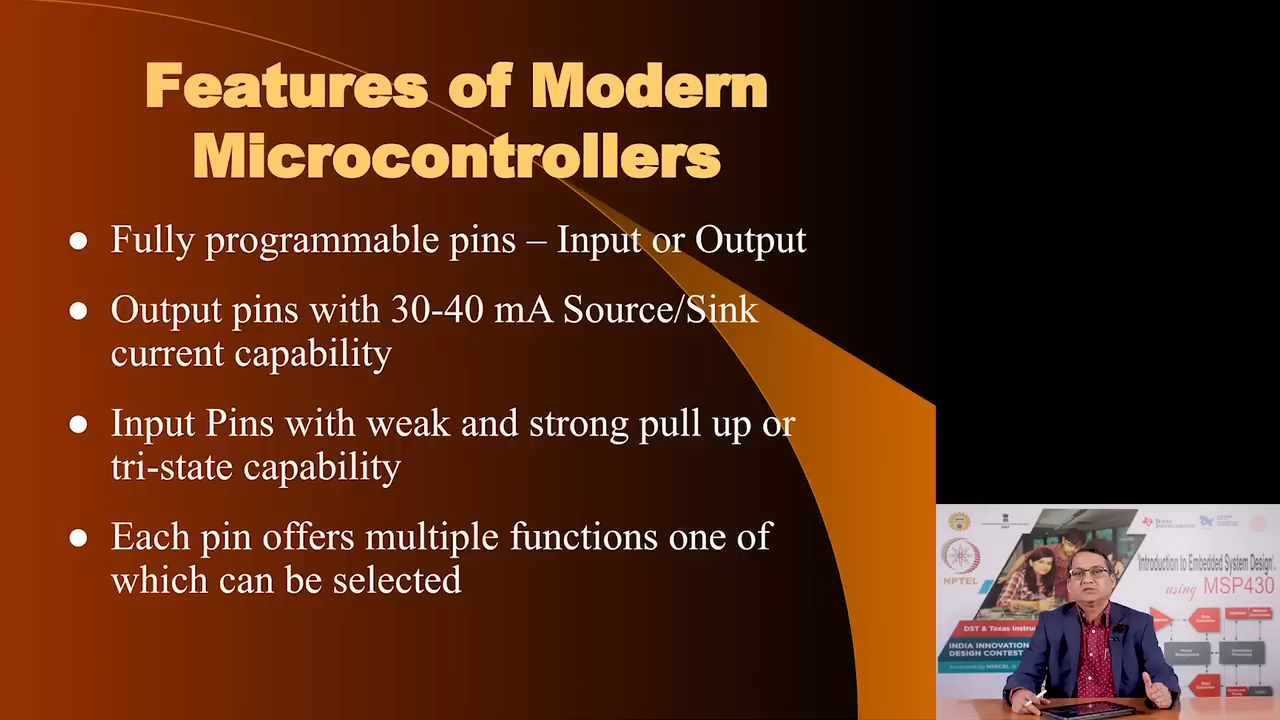 Features of Modern
Microcontrollers
● Fully programmable pins – Input or Output
● Output pins with 30-40 mA Source/Sink
current capability
● Input Pins with weak and strong pull up or
tri-state capability
● Each pin offers multiple functions one of
which can be selected
TEXAS INSTRUMENTS
NPTEL
'Introduction to Embedded System Design'
using MSP430
DST & Texas Instrum
INDIA INNOVATION
DESIGN CONTEST